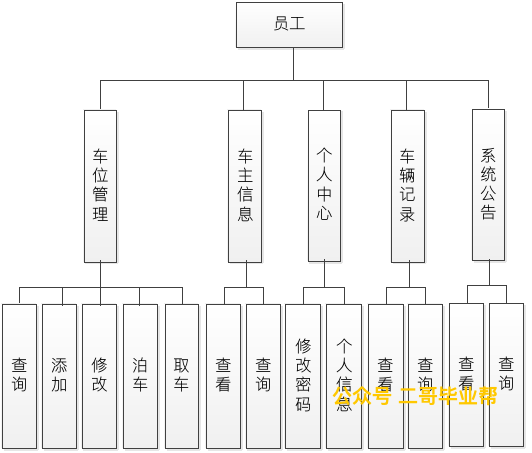 员工
车位管理
车主信息
个人中心
车辆记录
系统公告
查询
添加
修改
泊车
取车
查看
查询
修改密码
个人信息
查看
查询
查看
查询
公众号 二哥毕业帮